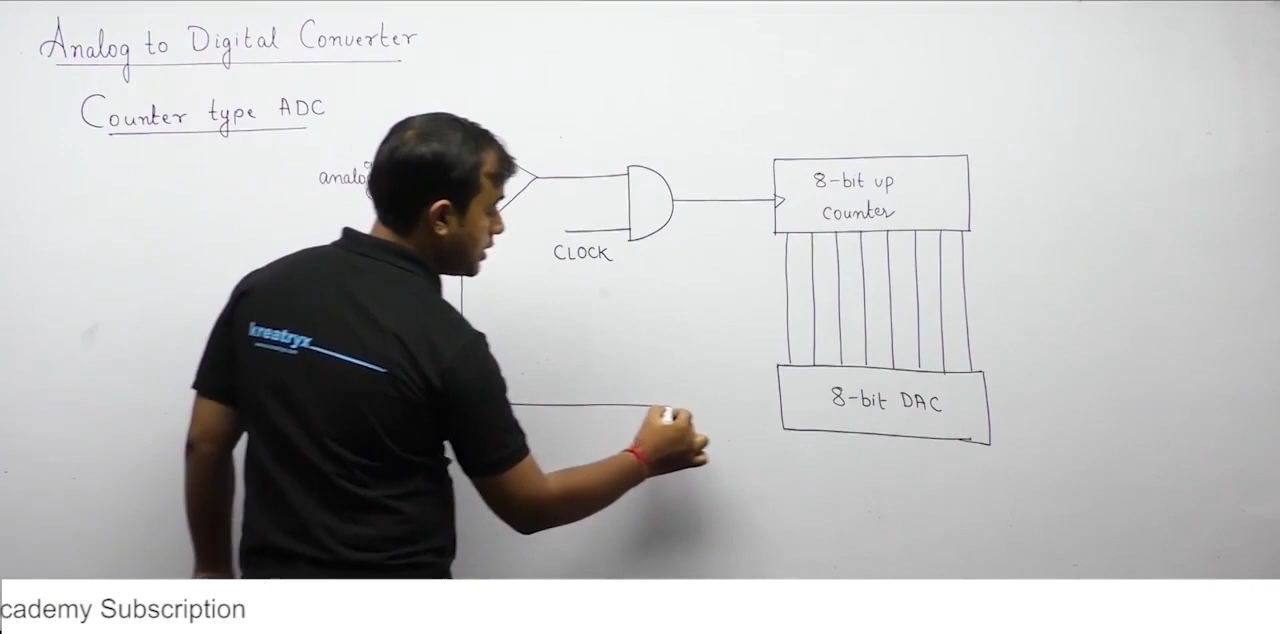 Analog to Digital Converter
Counter type ADC
8-bit up
counter
CLOCK
kreatryx
8-bit DAC
cademy Subscription